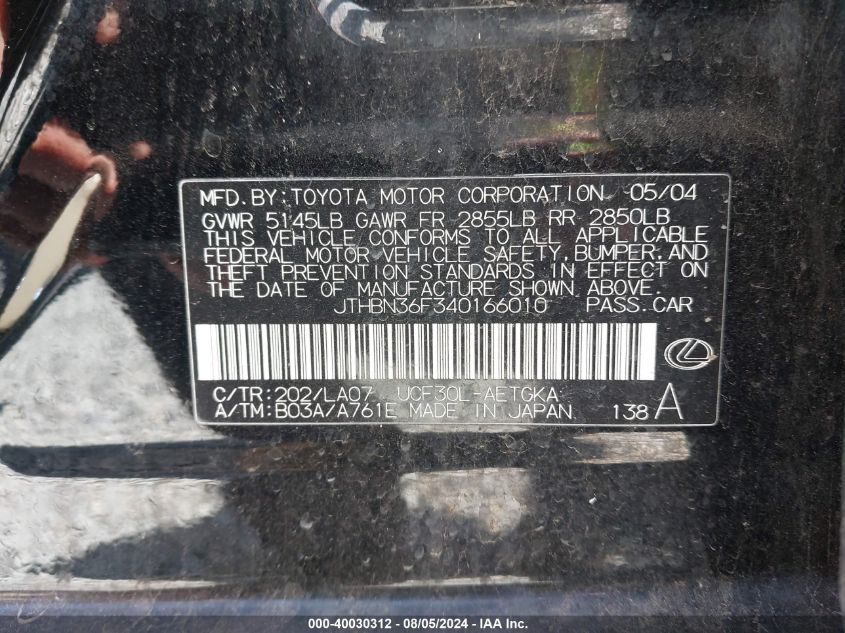 MFD.BY:TOYOTA MOTOR CORPORATION 05/04
GVWR 5145LB GAWR FR 2855LB RR 2850LB
THIS VEHICLE CONFORMS TO ALL APPLICABLE
FEDERAL MOTOR VEHICLE SAFETY,BUMPER,AND
THEFT PREVENTION STANDARDS IN EFFECT ON
THE DATE OF MANUFACTURE SHOWN ABOVE.
JTHBN36F340166010 PASS.CAR
C/TR:202/LA07 UCF30L-AETGKA
A/TM:B03A/A761E MADE IN JAPAN 138 A
000-40030312 - 08/05/2024 - Copyright IAA, Inc.